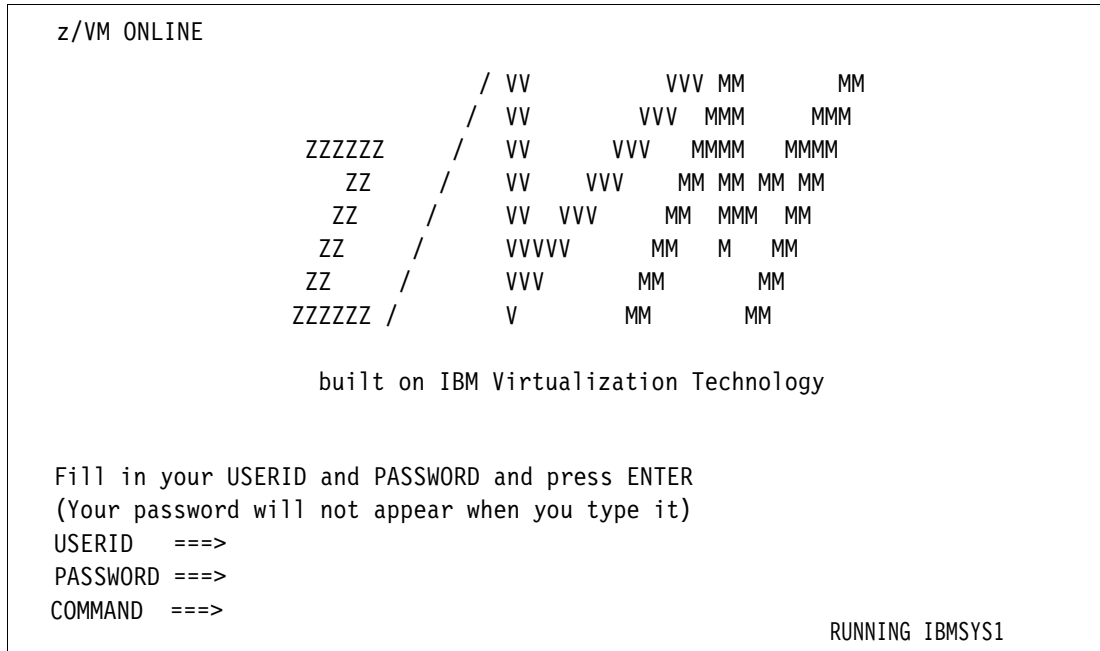 z/VM ONLINE
/ VV VVV MM MM
/ VV VVV MMM MMM
ZZZZZZ / VV VVV MMMM MMMM
ZZ / VV VVV MM MM MM MM
ZZ / VV VVV MM MMM MM
ZZ / VVVVV MM M MM
ZZ / VVV MM MM
ZZZZZZ / V MM MM
built on IBM Virtualization Technology
Fill in your USERID and PASSWORD and press ENTER
(Your password will not appear when you type it)
USERID ===>
PASSWORD ===>
COMMAND ===>
RUNNING IBMSYS1